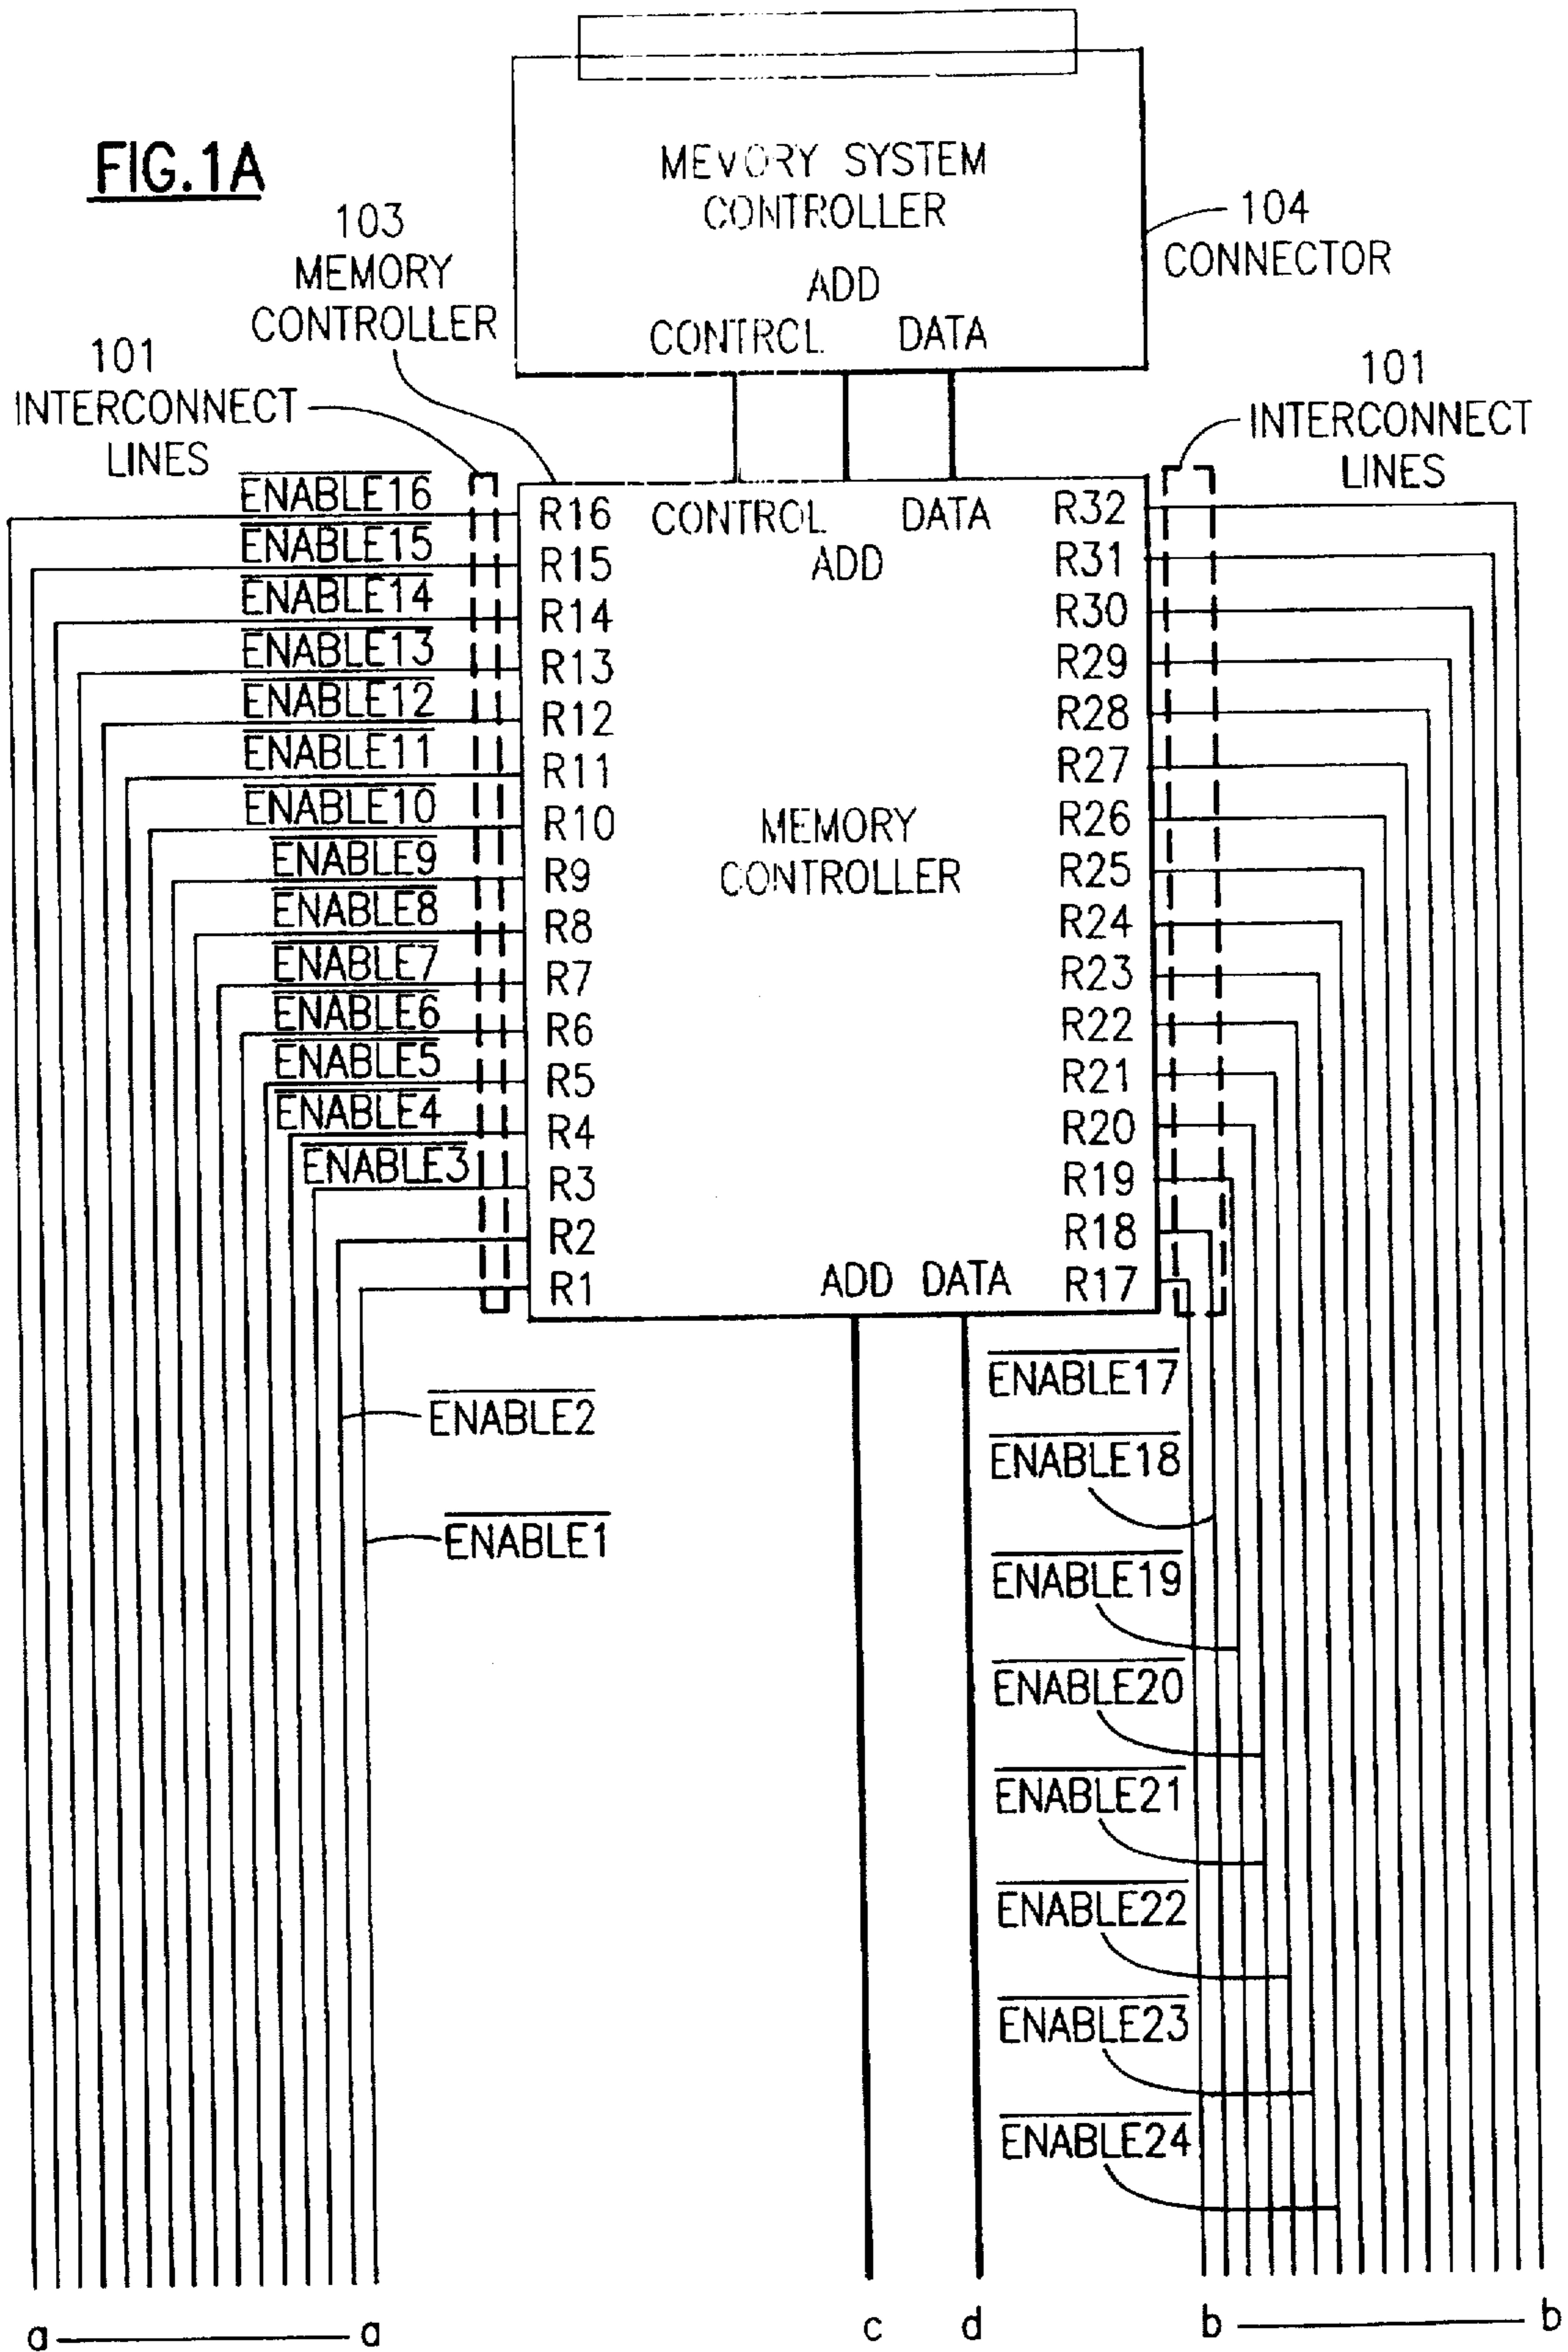 FIG.1A
MEVORY SYSTEM
CONTROLLER
ADD
CONTROL DATA
104
CONNECTOR
103
MEMORY
CONTROLLER
101
INTERCONNECT
LINES
101
INTERCONNECT
LINES
ENABLE16
ENABLE15
ENABLE14
ENABLE13
ENABLE12
ENABLE11
ENABLE10
ENABLE9
ENABLE8
ENABLE7
ENABLE6
ENABLE5
ENABLE4
ENABLE3
R16
R15
R14
R13
R12
R11
R10
R9
R8
R7
R6
R5
R4
R3
R2
R1
CONTROL DATA
ADD
MEMORY
CONTROLLER
ADD DATA
R32
R31
R30
R29
R28
R27
R26
R25
R24
R23
R22
R21
R20
R19
R18
R17
ENABLE2
ENABLE1
ENABLE17
ENABLE18
ENABLE19
ENABLE20
ENABLE21
ENABLE22
ENABLE23
ENABLE24
a a c d b b